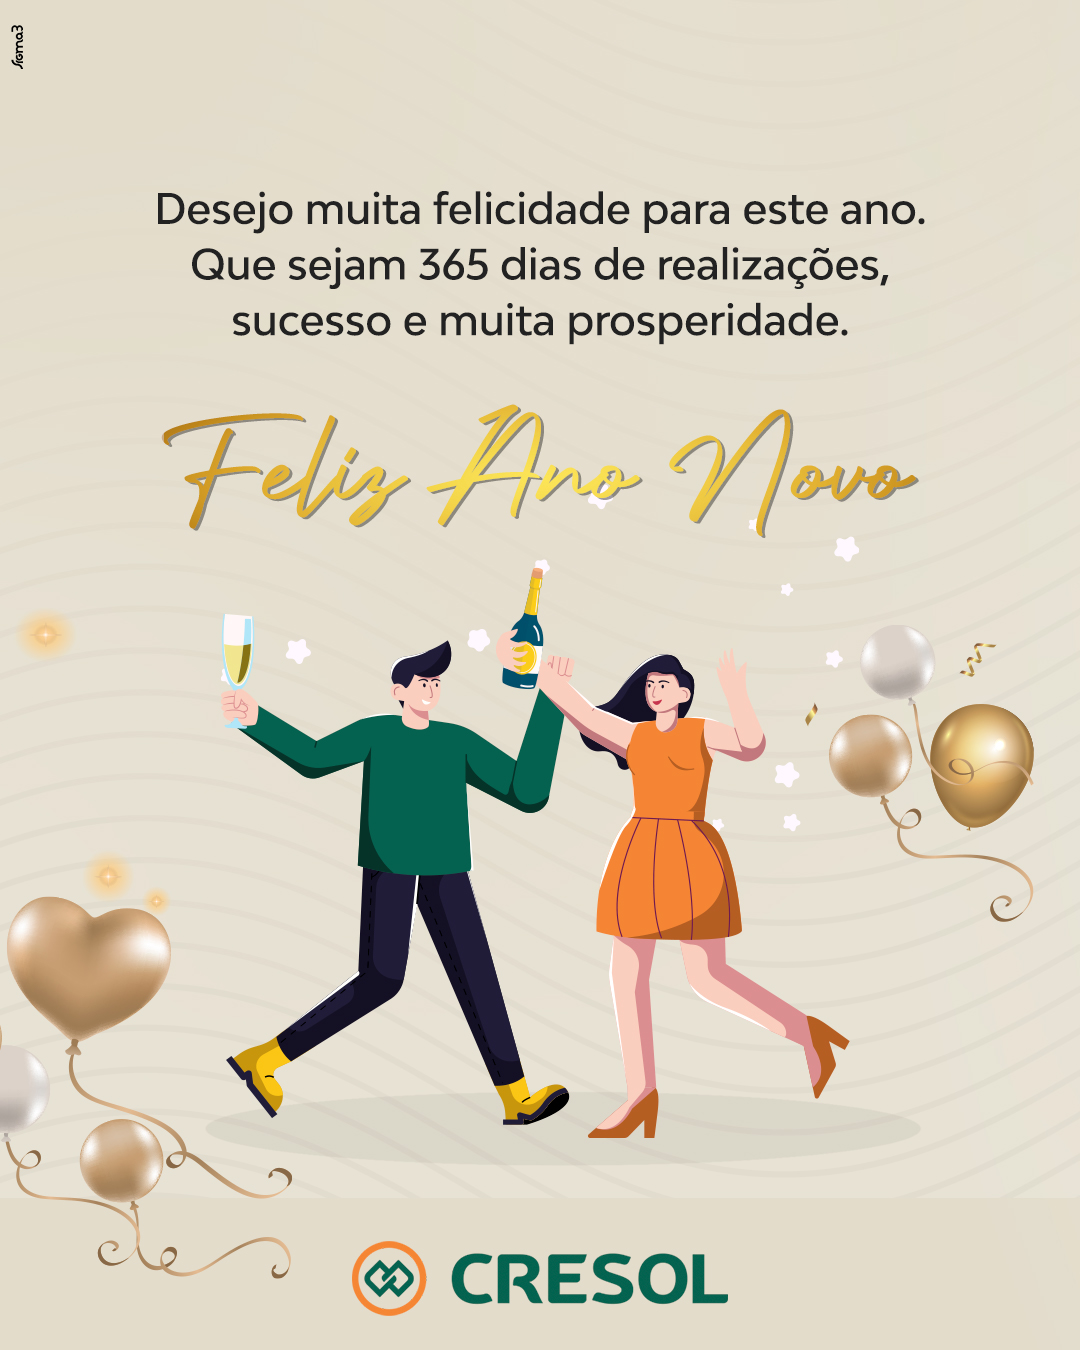 Sigma3
Desejo muita felicidade para este ano.
Que sejam 365 dias de realizações,
sucesso e muita prosperidade.
Feliz Ano Novo
CRESOL